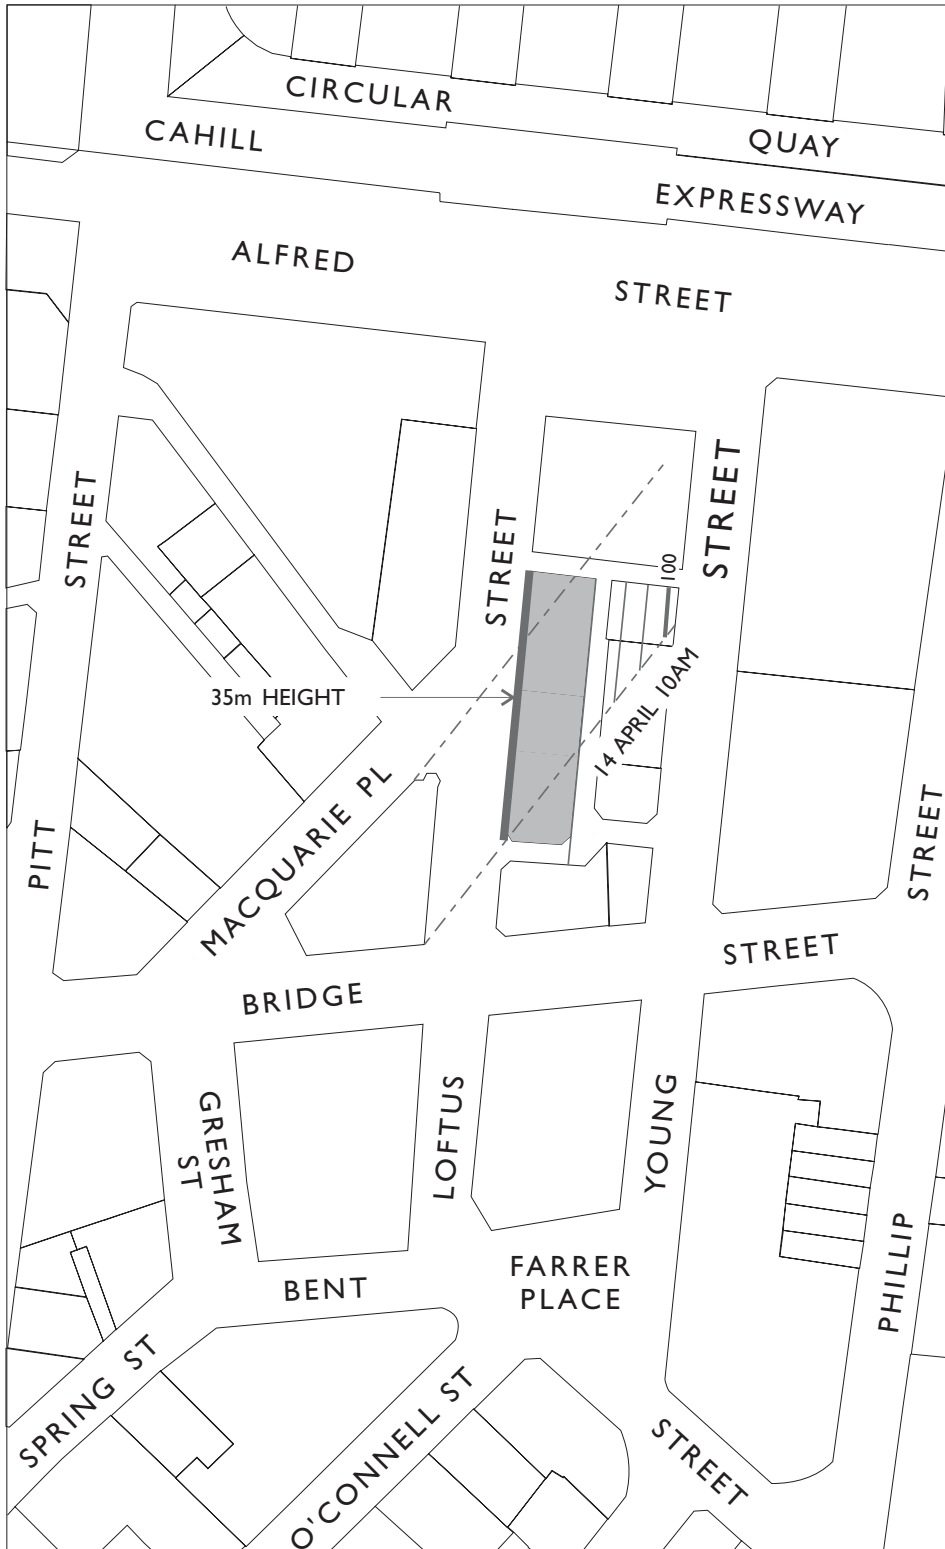 CIRCULAR
QUAY
CAHILL
EXPRESSWAY
ALFRED
STREET
STREET
STREET
STREET
100
35m HEIGHT
14 APRIL 10AM
MACQUARIE PL
PITT
STREET
STREET
BRIDGE
GRESHAM
ST
LOFTUS
YOUNG
PHILLIP
FARRER
PLACE
BENT
SPRING ST
O'CONNELL ST
STREET